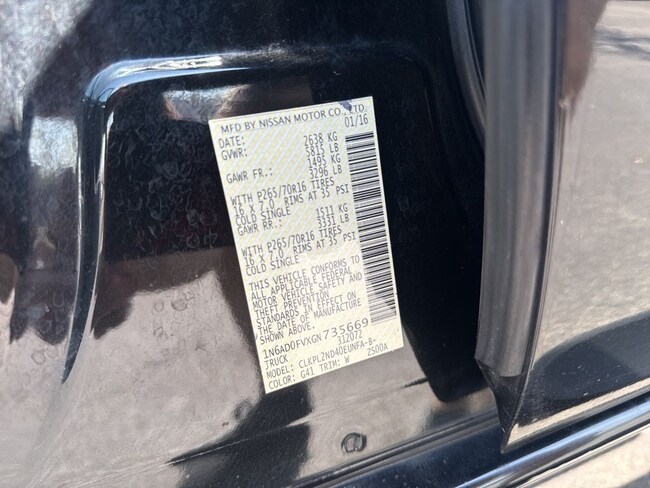 MFD BY NISSAN MOTOR CO., LTD.
DATE: 01/16
GVWR: 2638 KG
5815 LB
GAWR FR.: 1495 KG
3296 LB
WITH P265/70R16 TIRES
16 X 7.0 RIMS AT 35 PSI
COLD SINGLE
GAWR RR.: 1511 KG
3331 LB
WITH P265/70R16 TIRES
16 X 7.0 RIMS AT 35 PSI
COLD SINGLE
THIS VEHICLE CONFORMS TO
ALL APPLICABLE FEDERAL
MOTOR VEHICLE SAFETY AND
THEFT PREVENTION
STANDARDS IN EFFECT ON
THE DATE OF MANUFACTURE
SHOWN ABOVE.
1N6AD0FVXGN735669
TRUCK 312072
MODEL: CLKPL2ND40EUNFA-B-
COLOR: G41 TRIM: W 2500A